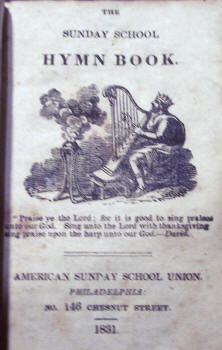 THE
SUNDAY SCHOOL
HYMN BOOK.
"Praise ye the Lord; for it is good to sing praises
unto our God. Sing unto the Lord with thanksgiving
sing praise upon the harp unto our God.—David.
AMERICAN SUNDAY SCHOOL UNION.
PHILADELPHIA:
NO. 146 CHESNUT STREET.
1831.